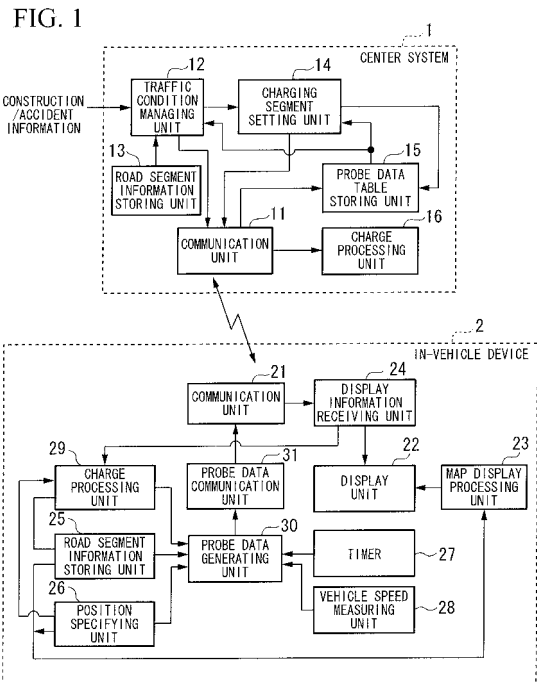 FIG. 1
1
CENTER SYSTEM
12
TRAFFIC
CONDITION
MANAGING
UNIT
14
CHARGING
SEGMENT
SETTING UNIT
CONSTRUCTION
/ACCIDENT
INFORMATION
13
ROAD SEGMENT
INFORMATION
STORING UNIT
15
PROBE DATA
TABLE
STORING UNIT
11
COMMUNICATION
UNIT
16
CHARGE
PROCESSING
UNIT
2
IN-VEHICLE DEVICE
21
COMMUNICATION
UNIT
24
DISPLAY
INFORMATION
RECEIVING UNIT
29
CHARGE
PROCESSING
UNIT
31
PROBE DATA
COMMUNICATION
UNIT
22
DISPLAY
UNIT
23
MAP DISPLAY
PROCESSING
UNIT
25
ROAD SEGMENT
INFORMATION
STORING UNIT
30
PROBE DATA
GENERATING
UNIT
TIMER
27
26
POSITION
SPECIFYING
UNIT
VEHICLE SPEED
MEASURING
UNIT
28